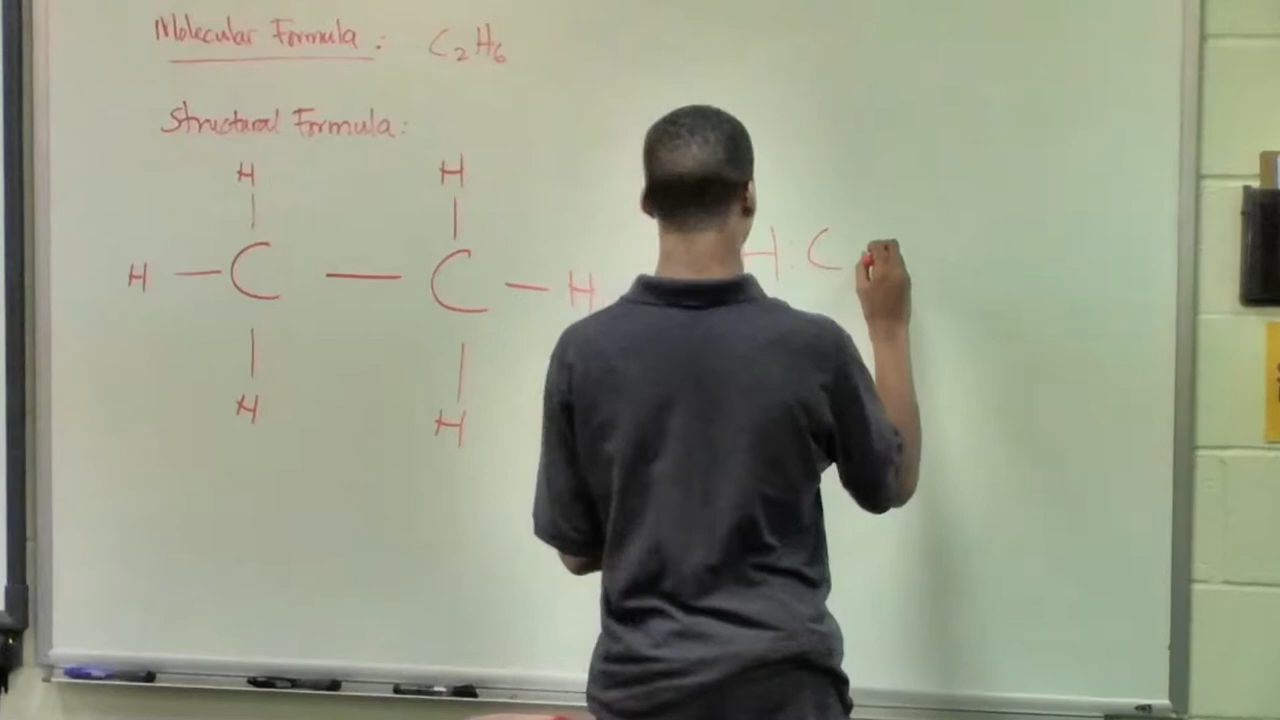 Molecular Formula: C₂H₆
Structural Formula:
H H
H — C — C — H H : C
H H